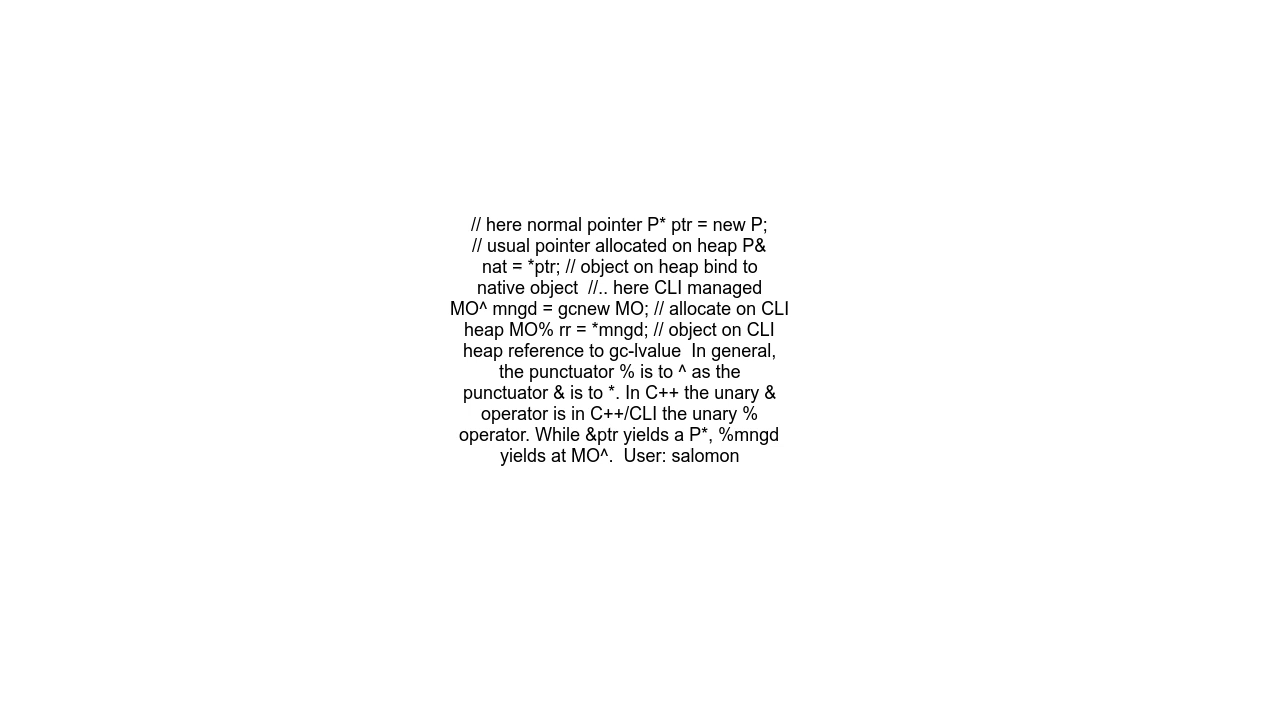 // here normal pointer P* ptr = new P;
// usual pointer allocated on heap P&
nat = *ptr; // object on heap bind to
native object  //.. here CLI managed
MO^ mngd = gcnew MO; // allocate on CLI
heap MO% rr = *mngd; // object on CLI
heap reference to gc-lvalue  In general,
the punctuator % is to ^ as the
punctuator & is to *. In C++ the unary &
operator is in C++/CLI the unary %
operator. While &ptr yields a P*, %mngd
yields at MO^.  User: salomon